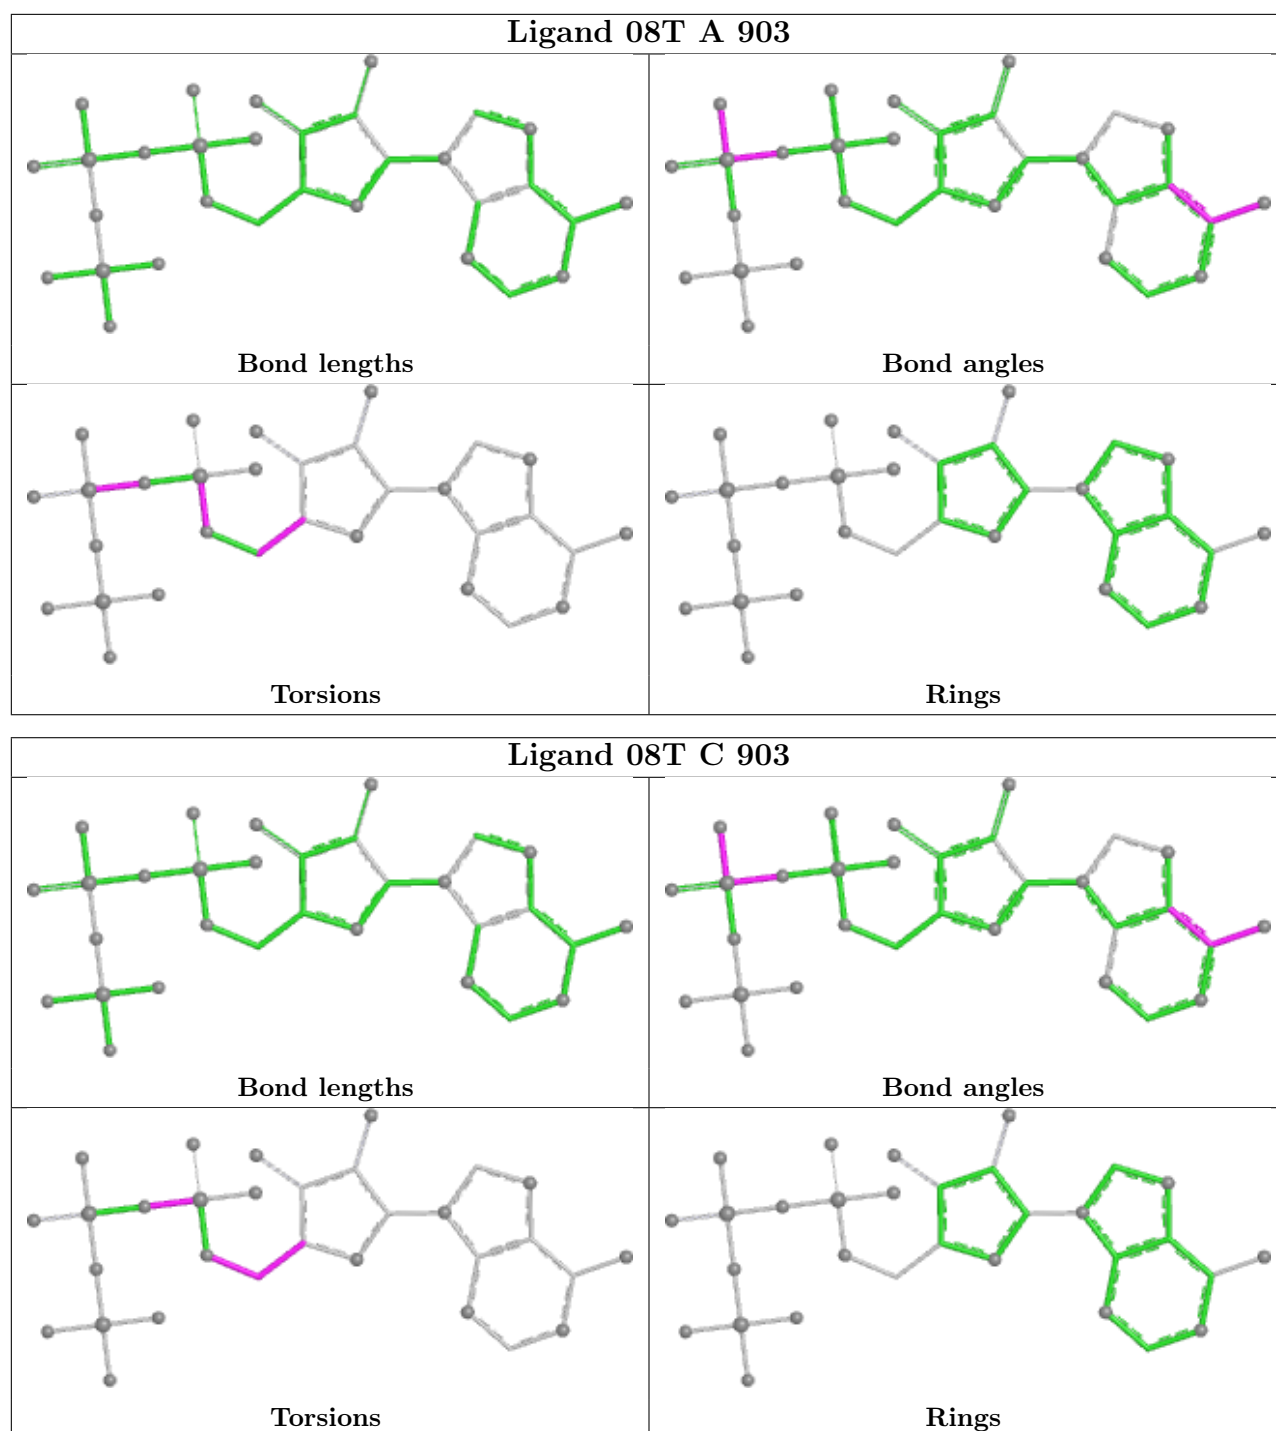 Ligand 08T A 903
Bond lengths
Bond angles
Torsions
Rings
Ligand 08T C 903
Bond lengths
Bond angles
Torsions
Rings